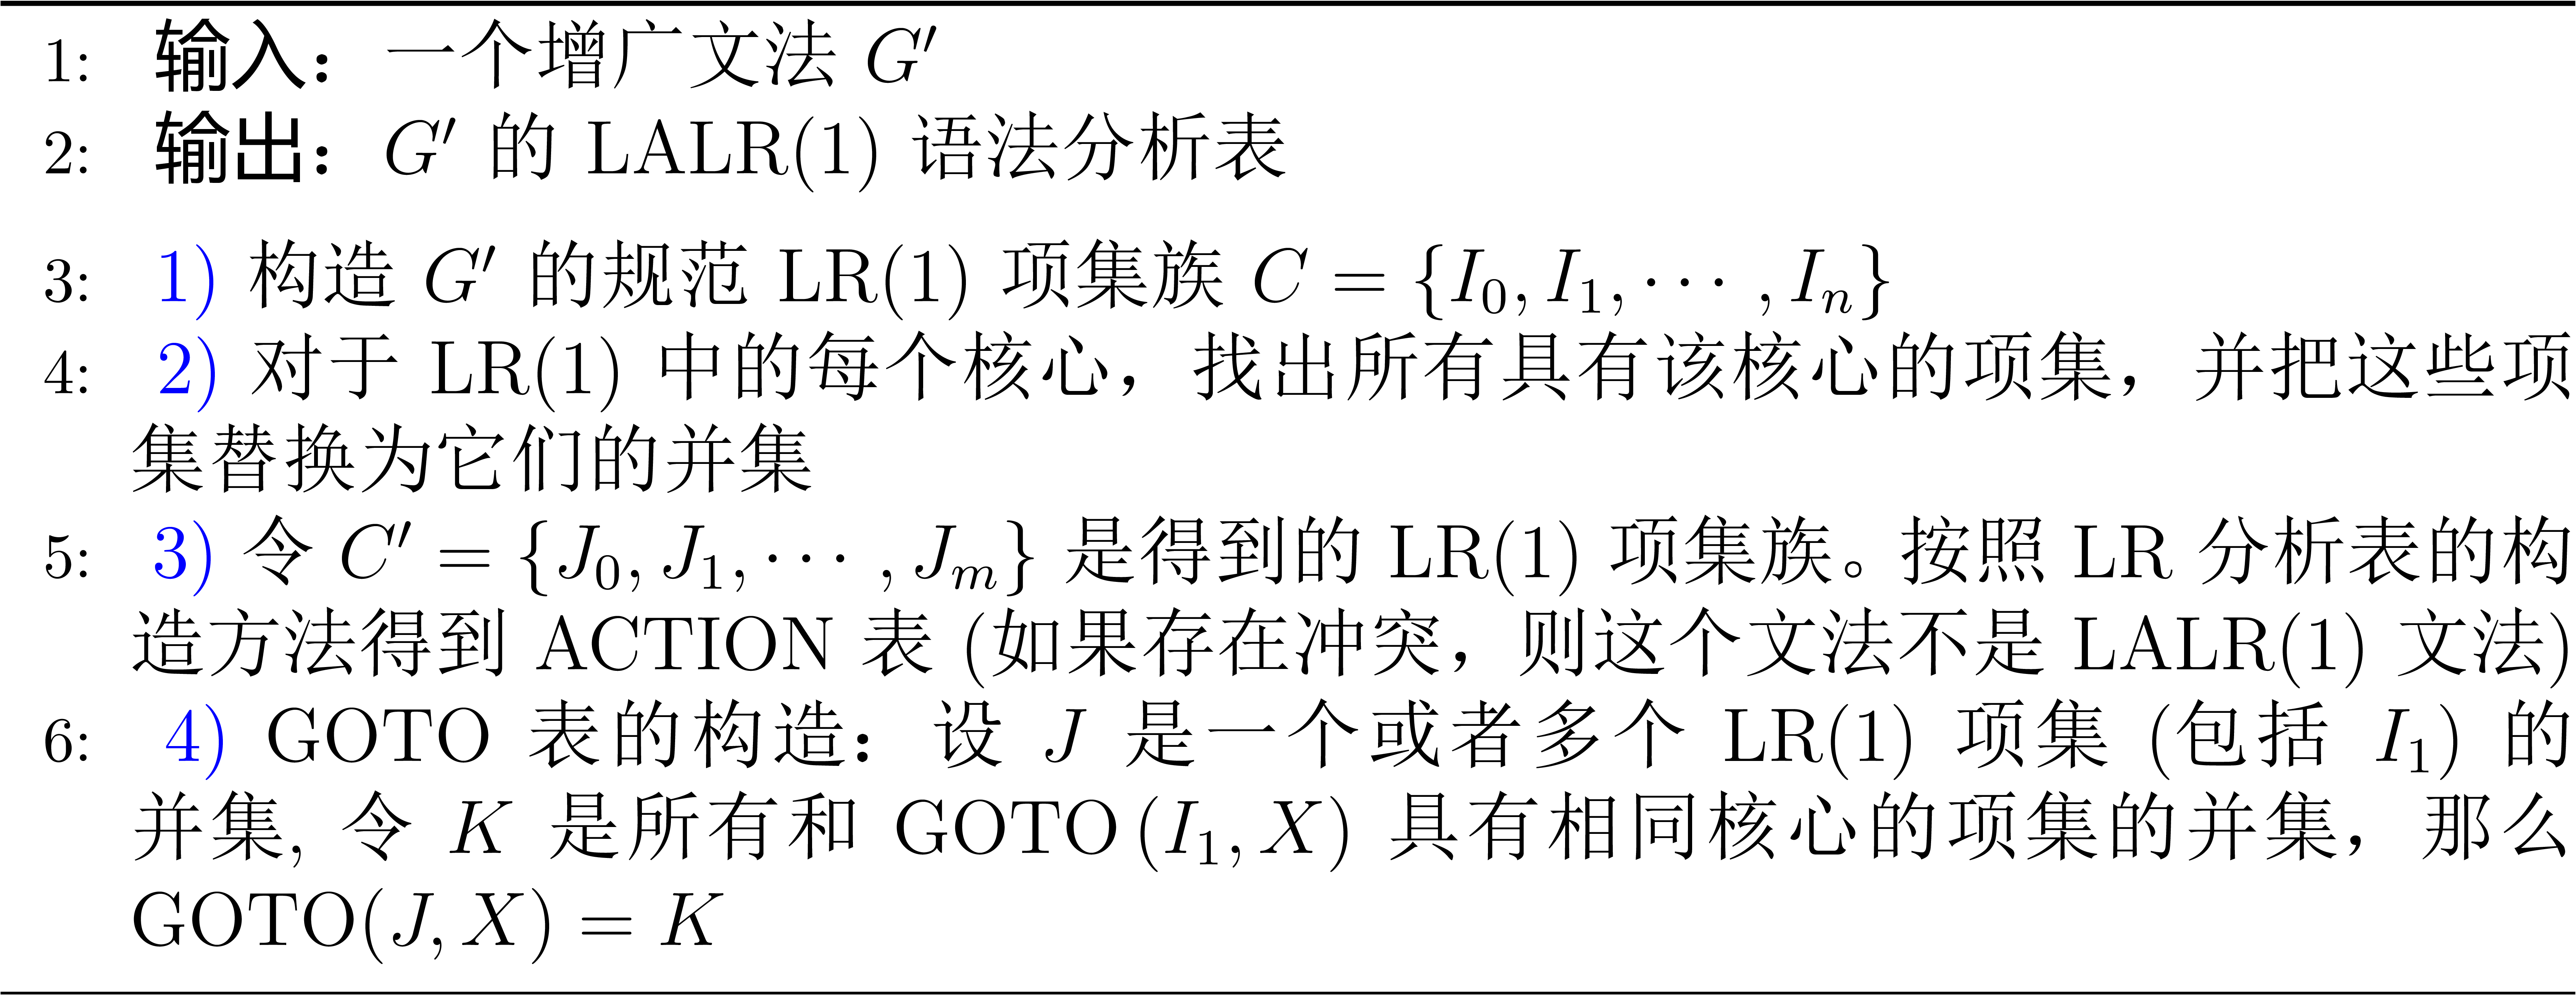 1: 输入：一个增广文法 G′
2: 输出：G′ 的 LALR(1) 语法分析表
3: 1) 构造 G′ 的规范 LR(1) 项集族 C = {I₀, I₁, ⋯ , Iₙ}
4: 2) 对于 LR(1) 中的每个核心，找出所有具有该核心的项集，并把这些项
集替换为它们的并集
5: 3) 令 C′ = {J₀, J₁, ⋯ , Jₘ} 是得到的 LR(1) 项集族。按照 LR 分析表的构
造方法得到 ACTION 表 (如果存在冲突，则这个文法不是 LALR(1) 文法)
6: 4) GOTO 表的构造：设 J 是一个或者多个 LR(1) 项集 (包括 I₁) 的
并集, 令 K 是所有和 GOTO (I₁, X) 具有相同核心的项集的并集，那么
GOTO(J, X) = K